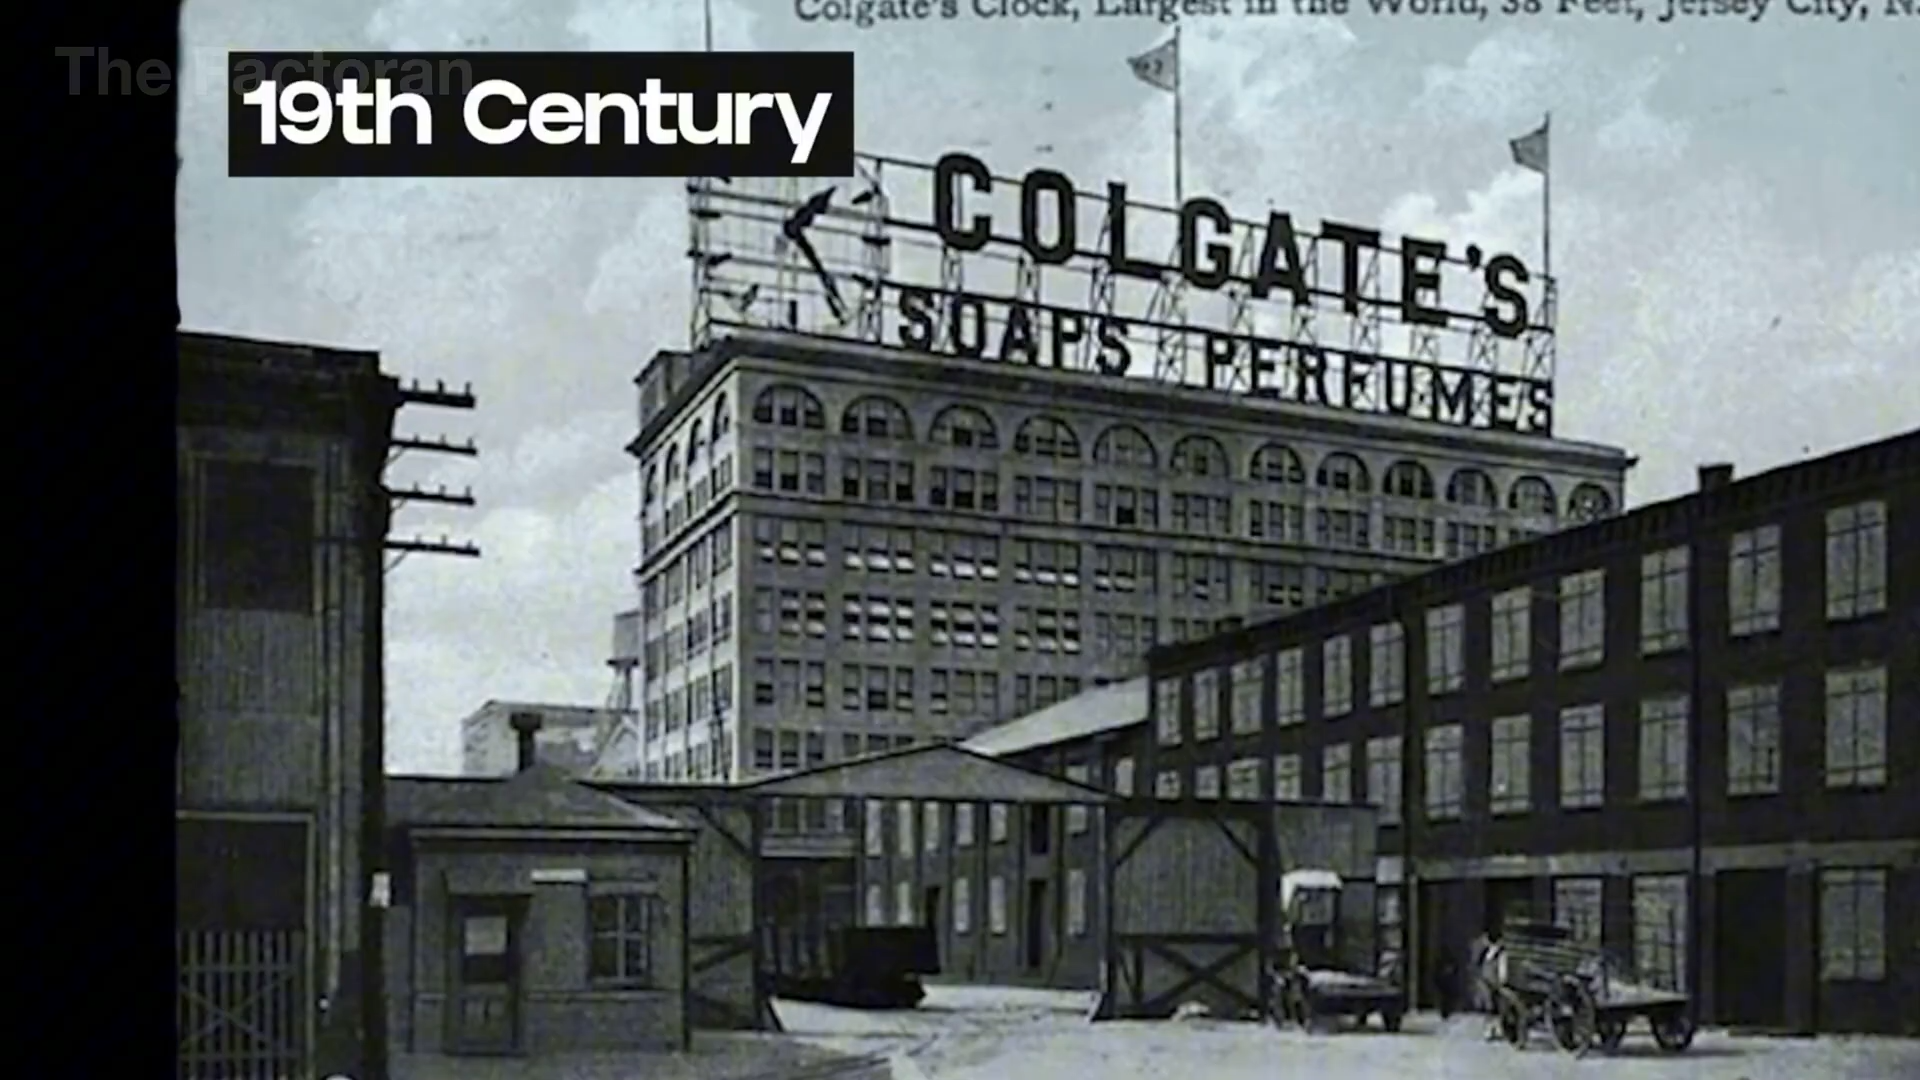 Colgate's Clock, Largest in the World, 38 Feet, Jersey City, N.
The Factoran
19th Century
COLGATE'S
SOAPS PERFUMES